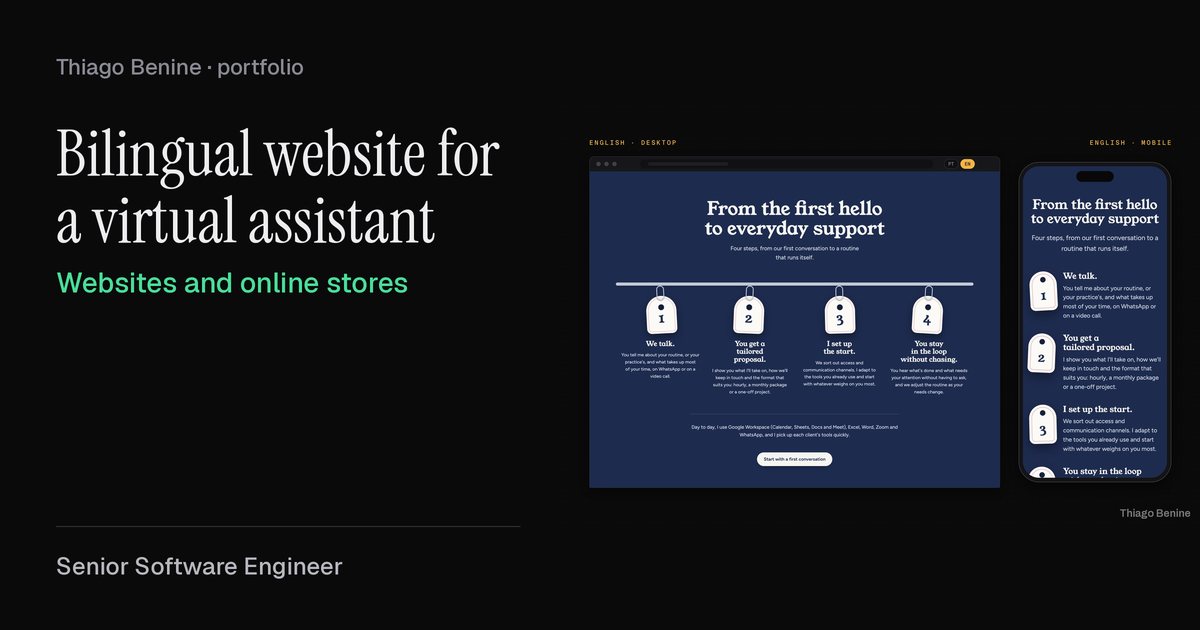 Thiago Benine · portfolio
Bilingual website for
a virtual assistant
Websites and online stores
Senior Software Engineer
ENGLISH · DESKTOP
PT EN
From the first hello
to everyday support
Four steps, from our first conversation to a routine
that runs itself.
1
We talk.
You tell me about your routine, or your
practice's, and what takes up most
of your time, on WhatsApp or on a
video call.
2
You get a
tailored
proposal.
I show you what I'll take on, how we'll
keep in touch and the format that
suits you: hourly, a monthly package
or a one-off project.
3
I set up
the start.
We sort out access and
communication channels. I adapt to
the tools you already use and start
with whatever weighs on you most.
4
You stay
in the loop
without chasing.
You hear what's done and what needs
your attention without having to ask,
and we adjust the routine as your
needs change.
Day to day, I use Google Workspace (Calendar, Sheets, Docs and Meet), Excel, Word, Zoom and
WhatsApp, and I pick up each client's tools quickly.
Start with a first conversation
ENGLISH · MOBILE
From the first hello
to everyday support
Four steps, from our first conversation to a
routine that runs itself.
1
We talk.
You tell me about your routine, or
your practice's, and what takes up
most of your time, on WhatsApp or
on a video call.
2
You get a
tailored proposal.
I show you what I'll take on, how we'll
keep in touch and the format that
suits you: hourly, a monthly package
or a one-off project.
3
I set up the start.
We sort out access and
communication channels. I adapt to
the tools you already use and start
with whatever weighs on you most.
You stay in the loop
Thiago Benine